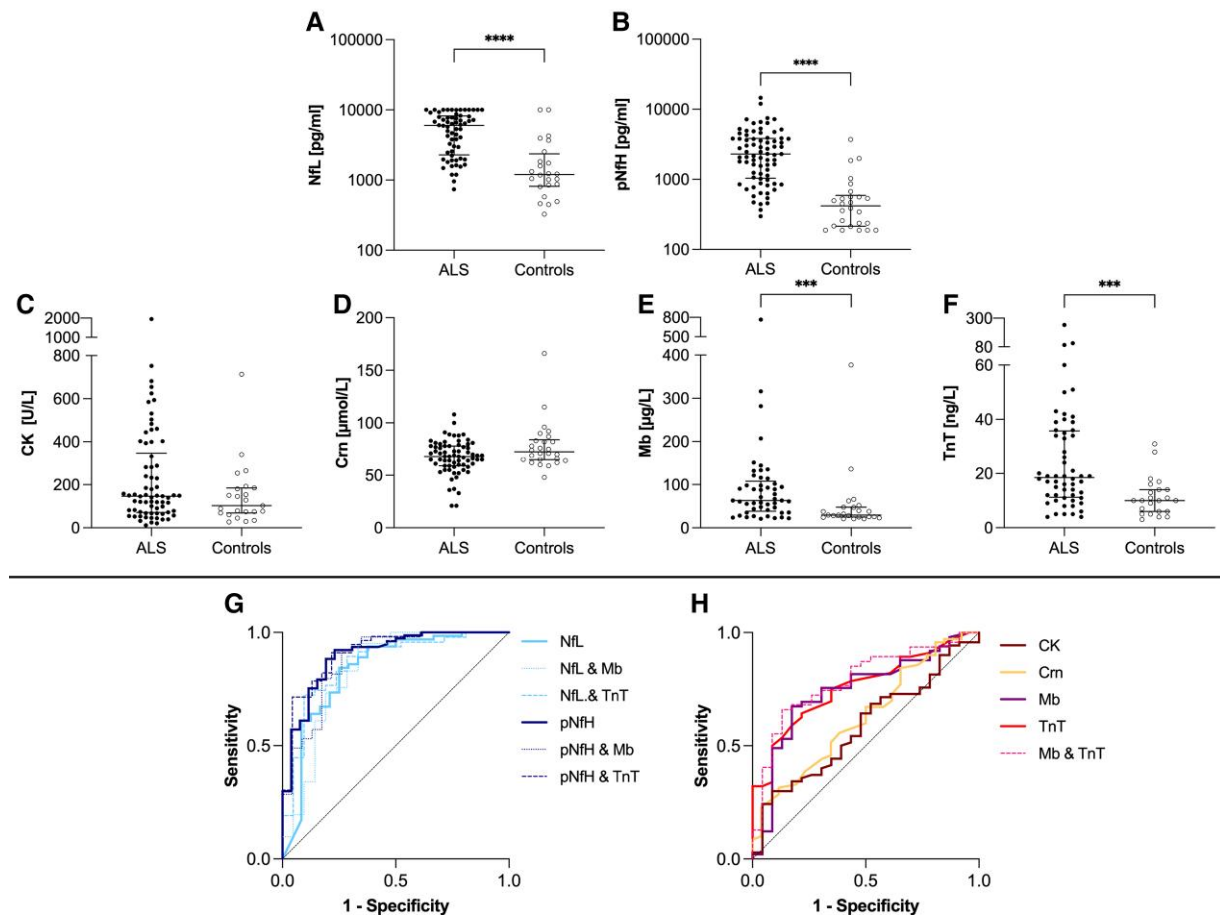 A
NfL [pg/ml]
100000
10000
1000
100
****
ALS
Controls
B
pNfH [pg/ml]
100000
10000
1000
100
****
ALS
Controls
C
CK [U/L]
2000
1000
800
600
400
200
0
ALS
Controls
D
Crn [µmol/L]
200
150
100
50
0
ALS
Controls
E
Mb [µg/L]
800
500
400
300
200
100
0
***
ALS
Controls
F
TnT [ng/L]
300
80
60
40
20
0
***
ALS
Controls
G
Sensitivity
1.0
0.5
0.0
0.0
0.5
1.0
1 - Specificity
NfL
NfL & Mb
NfL & TnT
pNfH
pNfH & Mb
pNfH & TnT
H
Sensitivity
1.0
0.5
0.0
0.0
0.5
1.0
1 - Specificity
CK
Crn
Mb
TnT
Mb & TnT